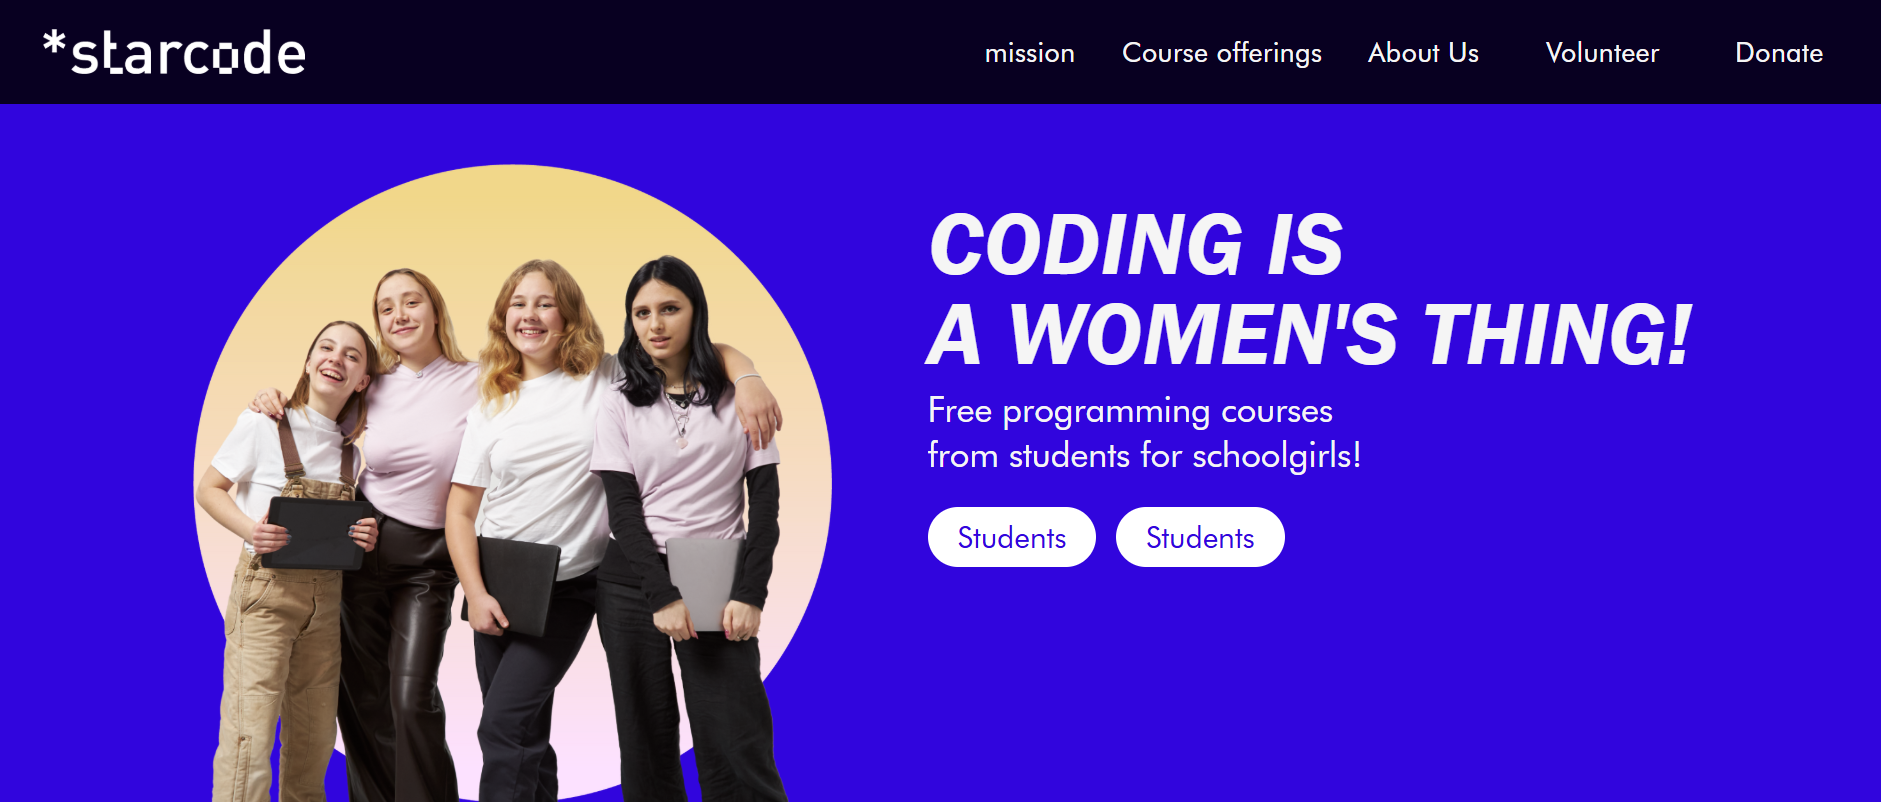 *starcode
mission Course offerings About Us Volunteer Donate
CODING IS
A WOMEN'S THING!
Free programming courses
from students for schoolgirls!
Students Students